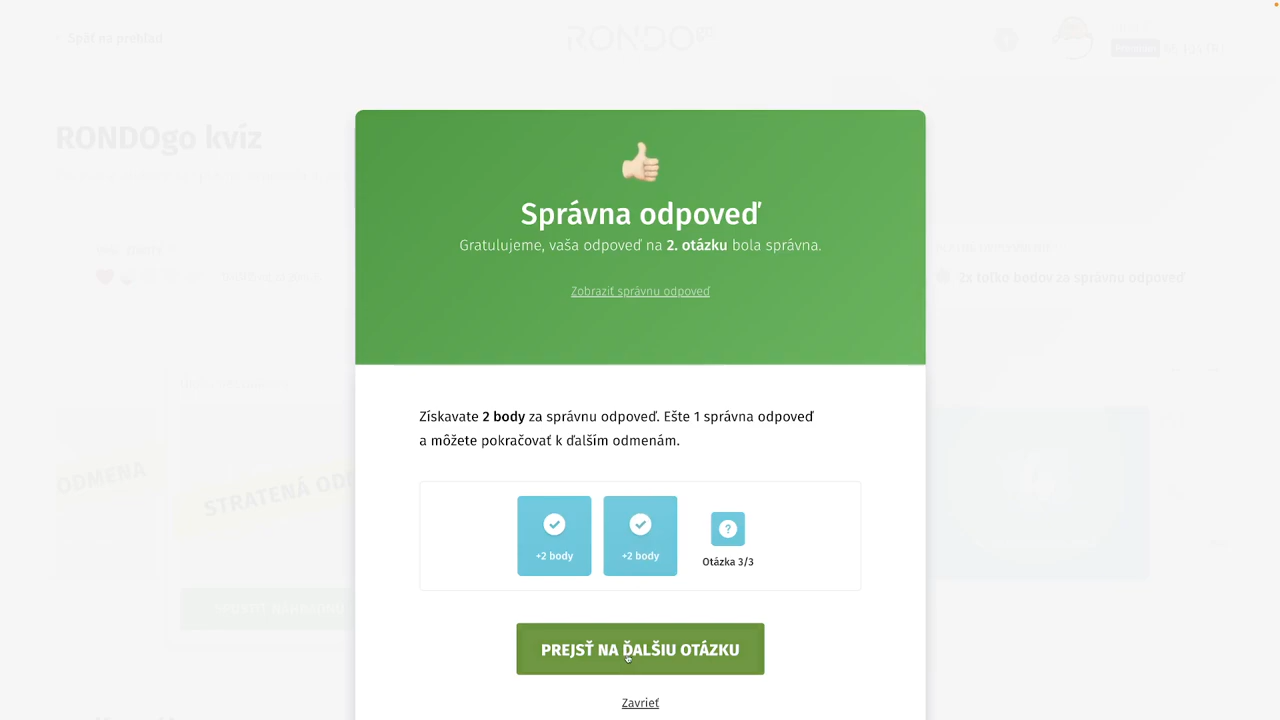 Späť na prehľad
RONDOgo
RONDOgo kvíz
Správna odpoveď
Gratulujeme, vaša odpoveď na 2. otázku bola správna.
Zobraziť správnu odpoveď
2x toľko bodov za správnu odpoveď
Získavate 2 body za správnu odpoveď. Ešte 1 správna odpoveď
a môžete pokračovať k ďalším odmenám.
ODMENA
STRATENÁ OD
+2 body
+2 body
?
Otázka 3/3
PREJSŤ NA ĎALŠIU OTÁZKU
Zavrieť